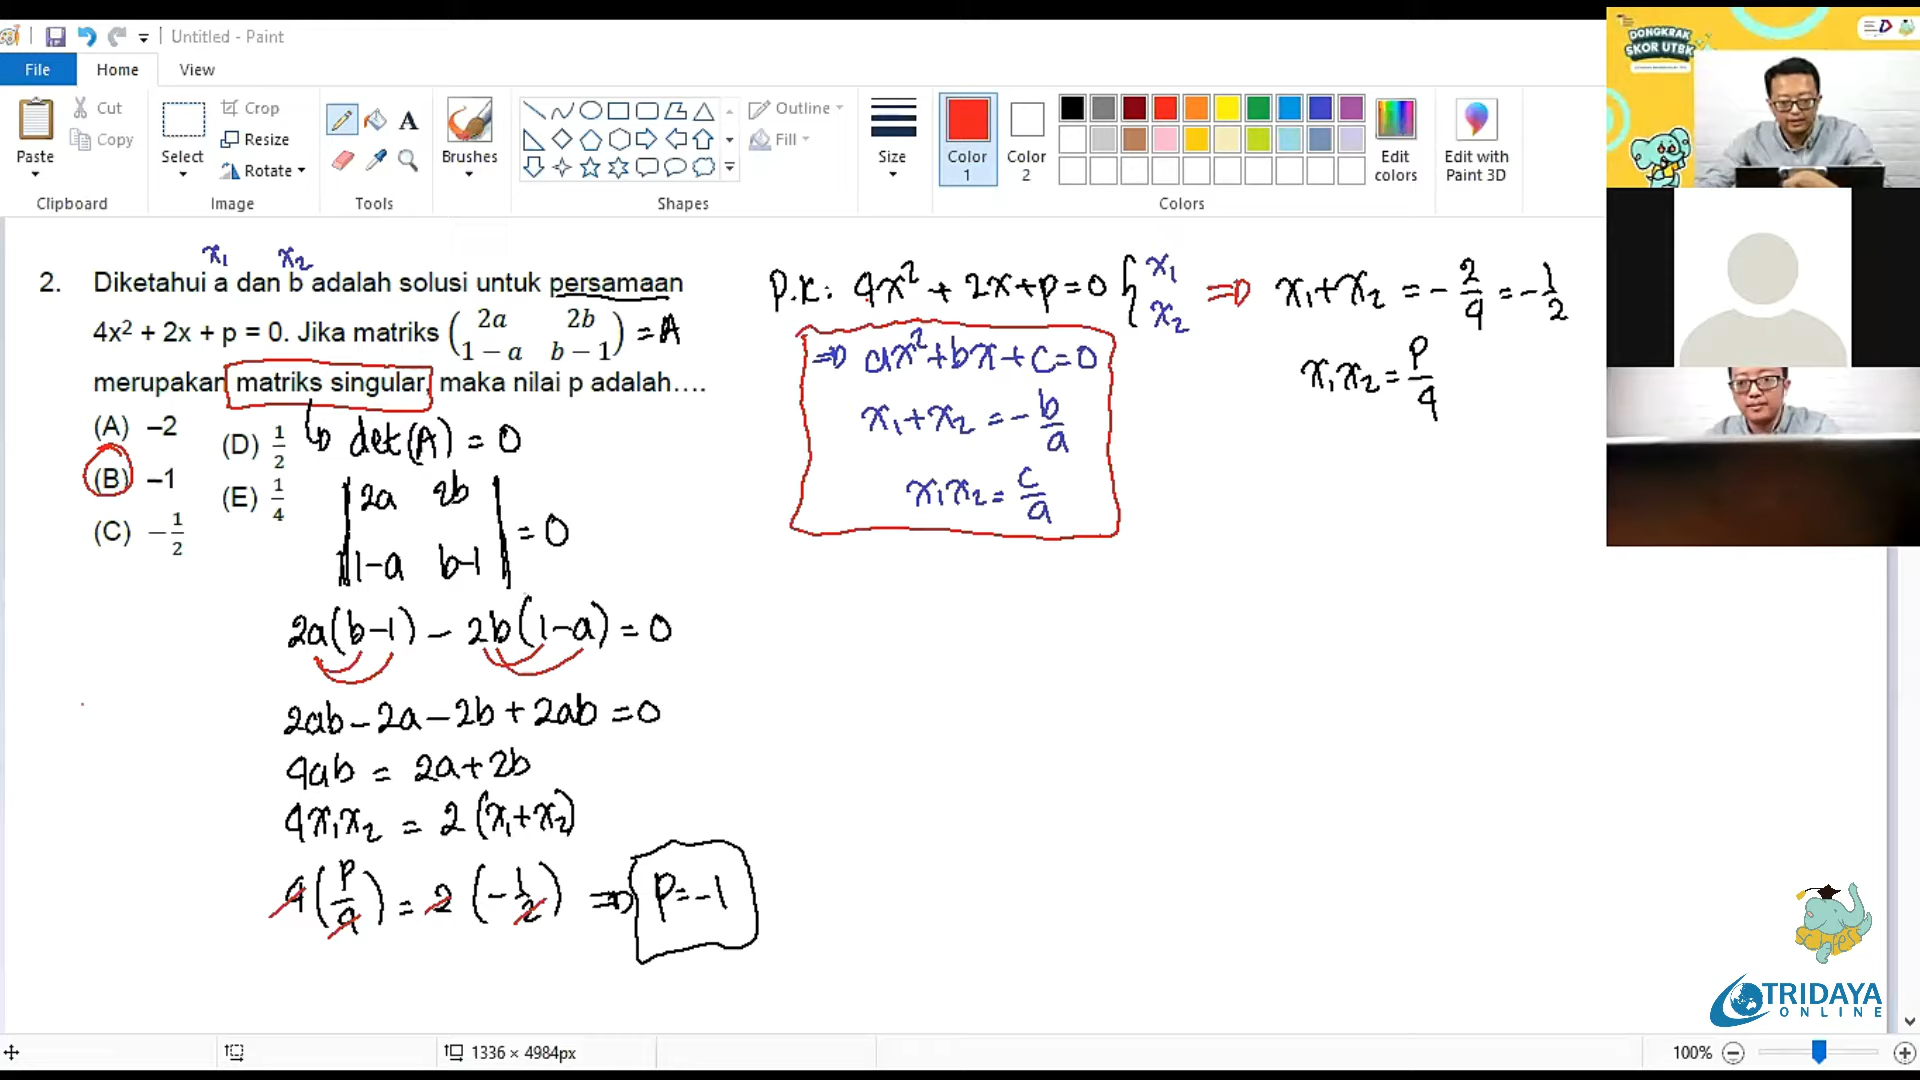 Untitled - Paint
File Home View
Paste
Cut
Copy
Clipboard
Select
Crop
Resize
Rotate
Image
A
Tools
Brushes
Shapes
Outline
Fill
Size
Color 1
Color 2
Edit colors
Colors
Edit with Paint 3D
DONGKRAK
SKOR UTBK
x₁ x₂
2. Diketahui a dan b adalah solusi untuk persamaan
4x² + 2x + p = 0. Jika matriks (2a 2b
1 − a b − 1) = A
merupakan matriks singular, maka nilai p adalah….
(A) –2
(B) –1
(C) −1/2
(D) 1/2
(E) 1/4
det(A) = 0
|2a 2b
1-a b-1| = 0
2a(b-1) - 2b(1-a) = 0
2ab - 2a - 2b + 2ab = 0
4ab = 2a + 2b
4x₁x₂ = 2(x₁+x₂)
4(p/4) = 2(-1/2) ⇒ p = -1
P.K: 4x² + 2x + p = 0 { x₁
x₂
⇒ x₁+x₂ = -2/4 = -1/2
x₁x₂ = p/4
⇒ ax²+bx+c=0
x₁+x₂ = -b/a
x₁x₂ = c/a
TRIDAYA
ONLINE
1336 × 4984px
100%